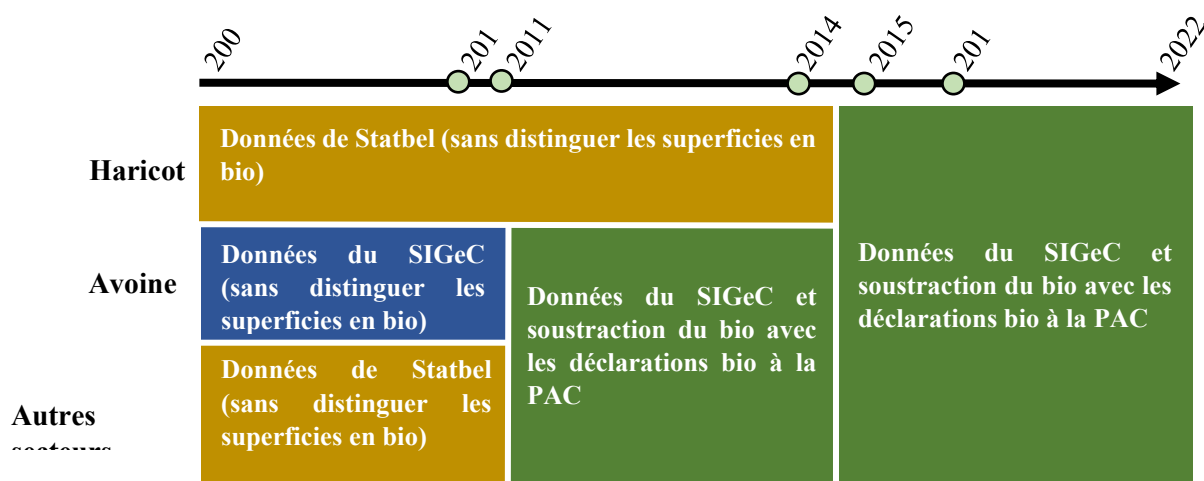 200
201
2011
2014
2015
201
2022
Haricot
Données de Statbel (sans distinguer les superficies en
bio)
Avoine
Données du SIGeC
(sans distinguer les
superficies en bio)
Données du SIGeC et
soustraction du bio avec
les déclarations bio à la
PAC
Données du SIGeC et
soustraction du bio avec les
déclarations bio à la PAC
Autres
secteurs
Données de Statbel
(sans distinguer les
superficies en bio)